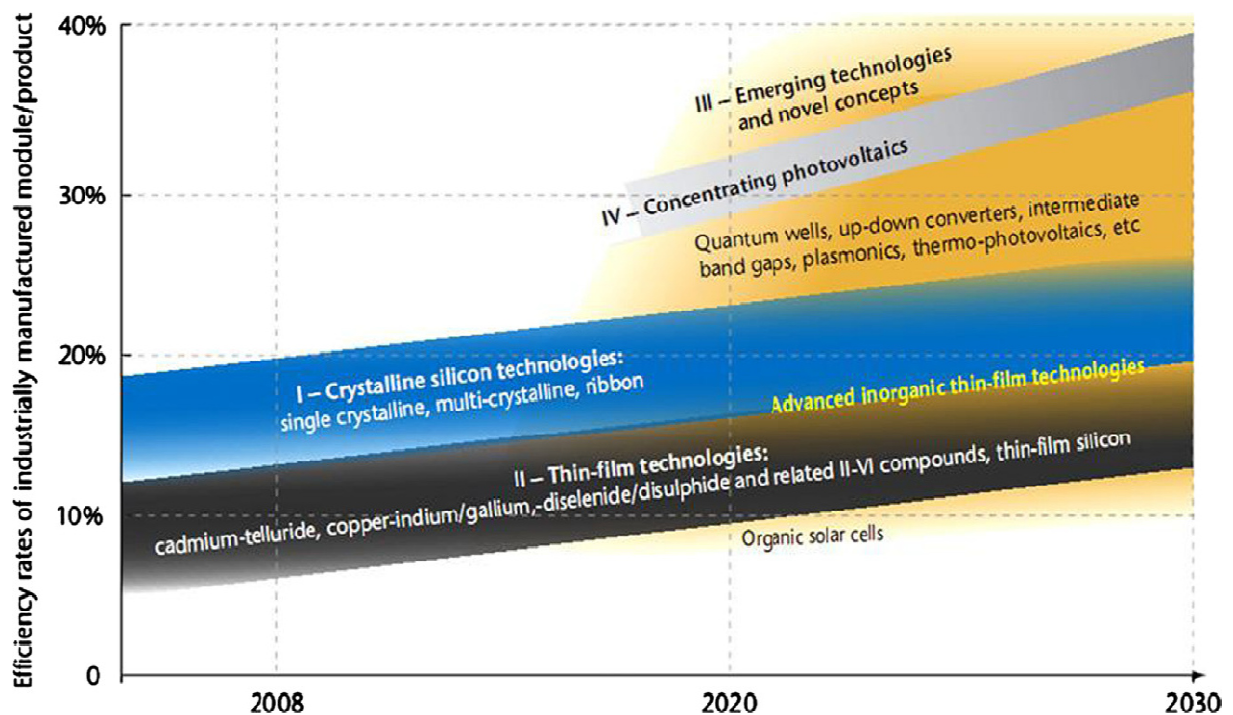 Efficiency rates of industrially manufactured module/product
40%
30%
20%
10%
0
2008
2020
2030
III – Emerging technologies
and novel concepts
IV – Concentrating photovoltaics
Quantum wells, up-down converters, intermediate
band gaps, plasmonics, thermo-photovoltaics, etc
I – Crystalline silicon technologies:
single crystalline, multi-crystalline, ribbon
Advanced inorganic thin-film technologies
II – Thin-film technologies:
cadmium-telluride, copper-indium/gallium,-diselenide/disulphide and related II-VI compounds, thin-film silicon
Organic solar cells